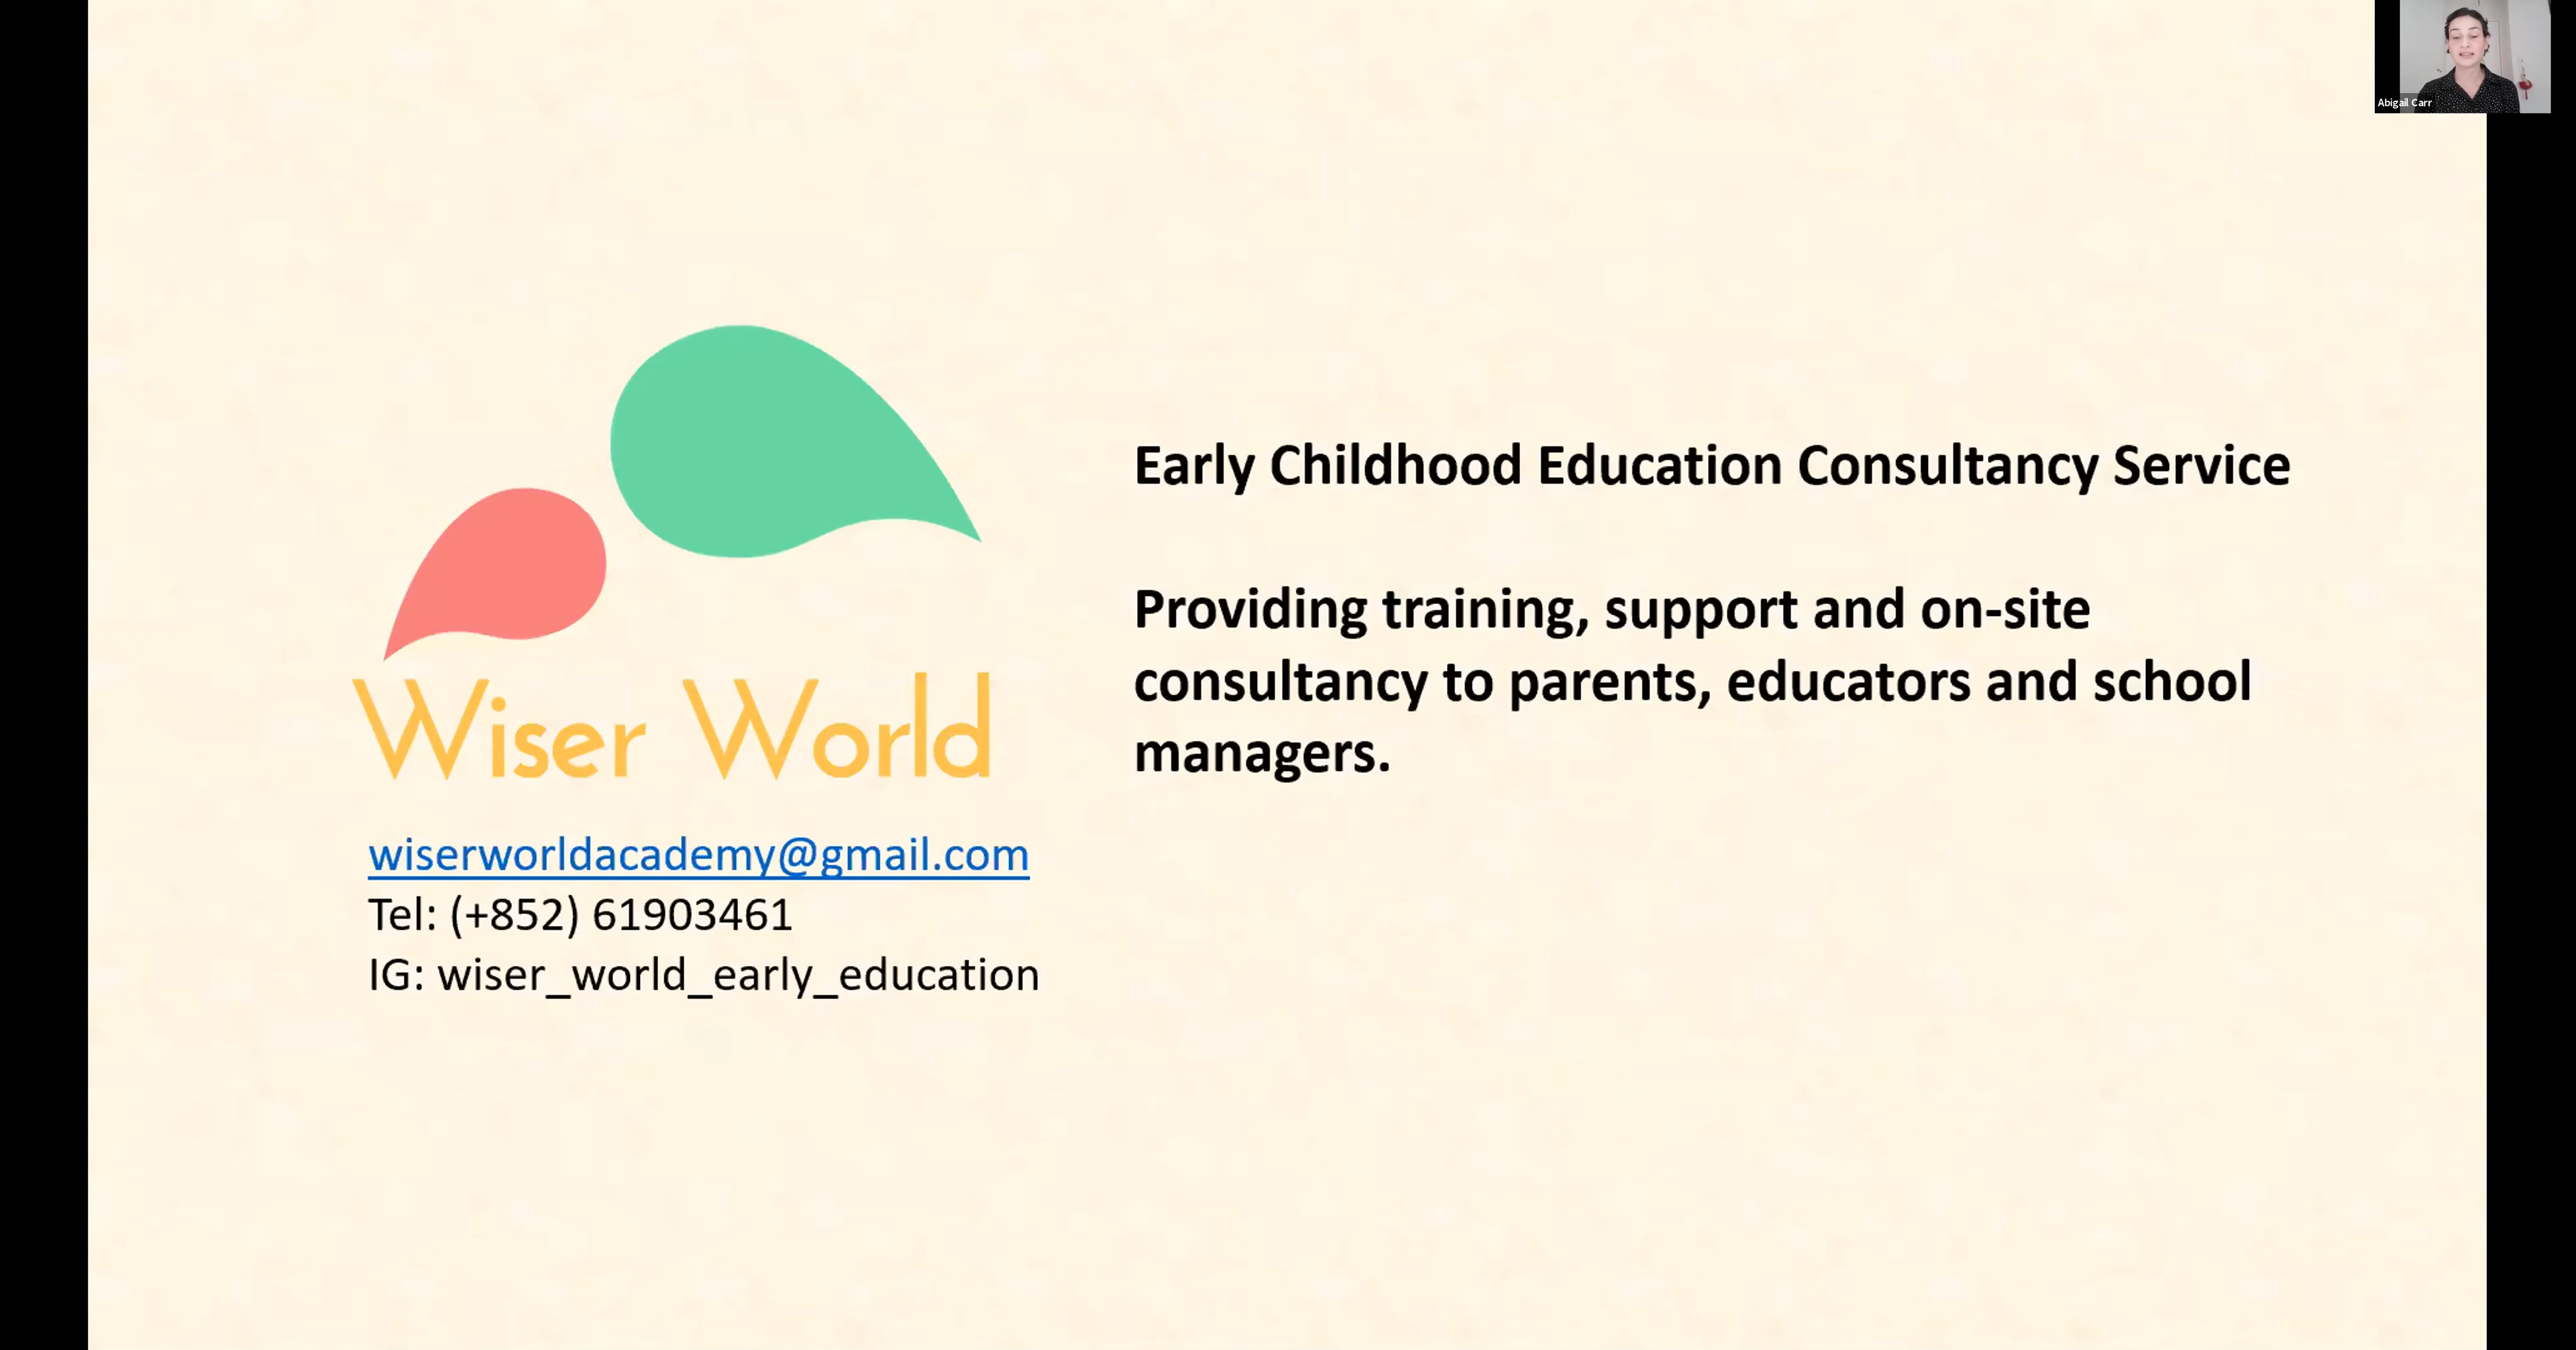 Abigail Carr
Early Childhood Education Consultancy Service
Providing training, support and on-site
consultancy to parents, educators and school
managers.
Wiser World
wiserworldacademy@gmail.com
Tel: (+852) 61903461
IG: wiser_world_early_education